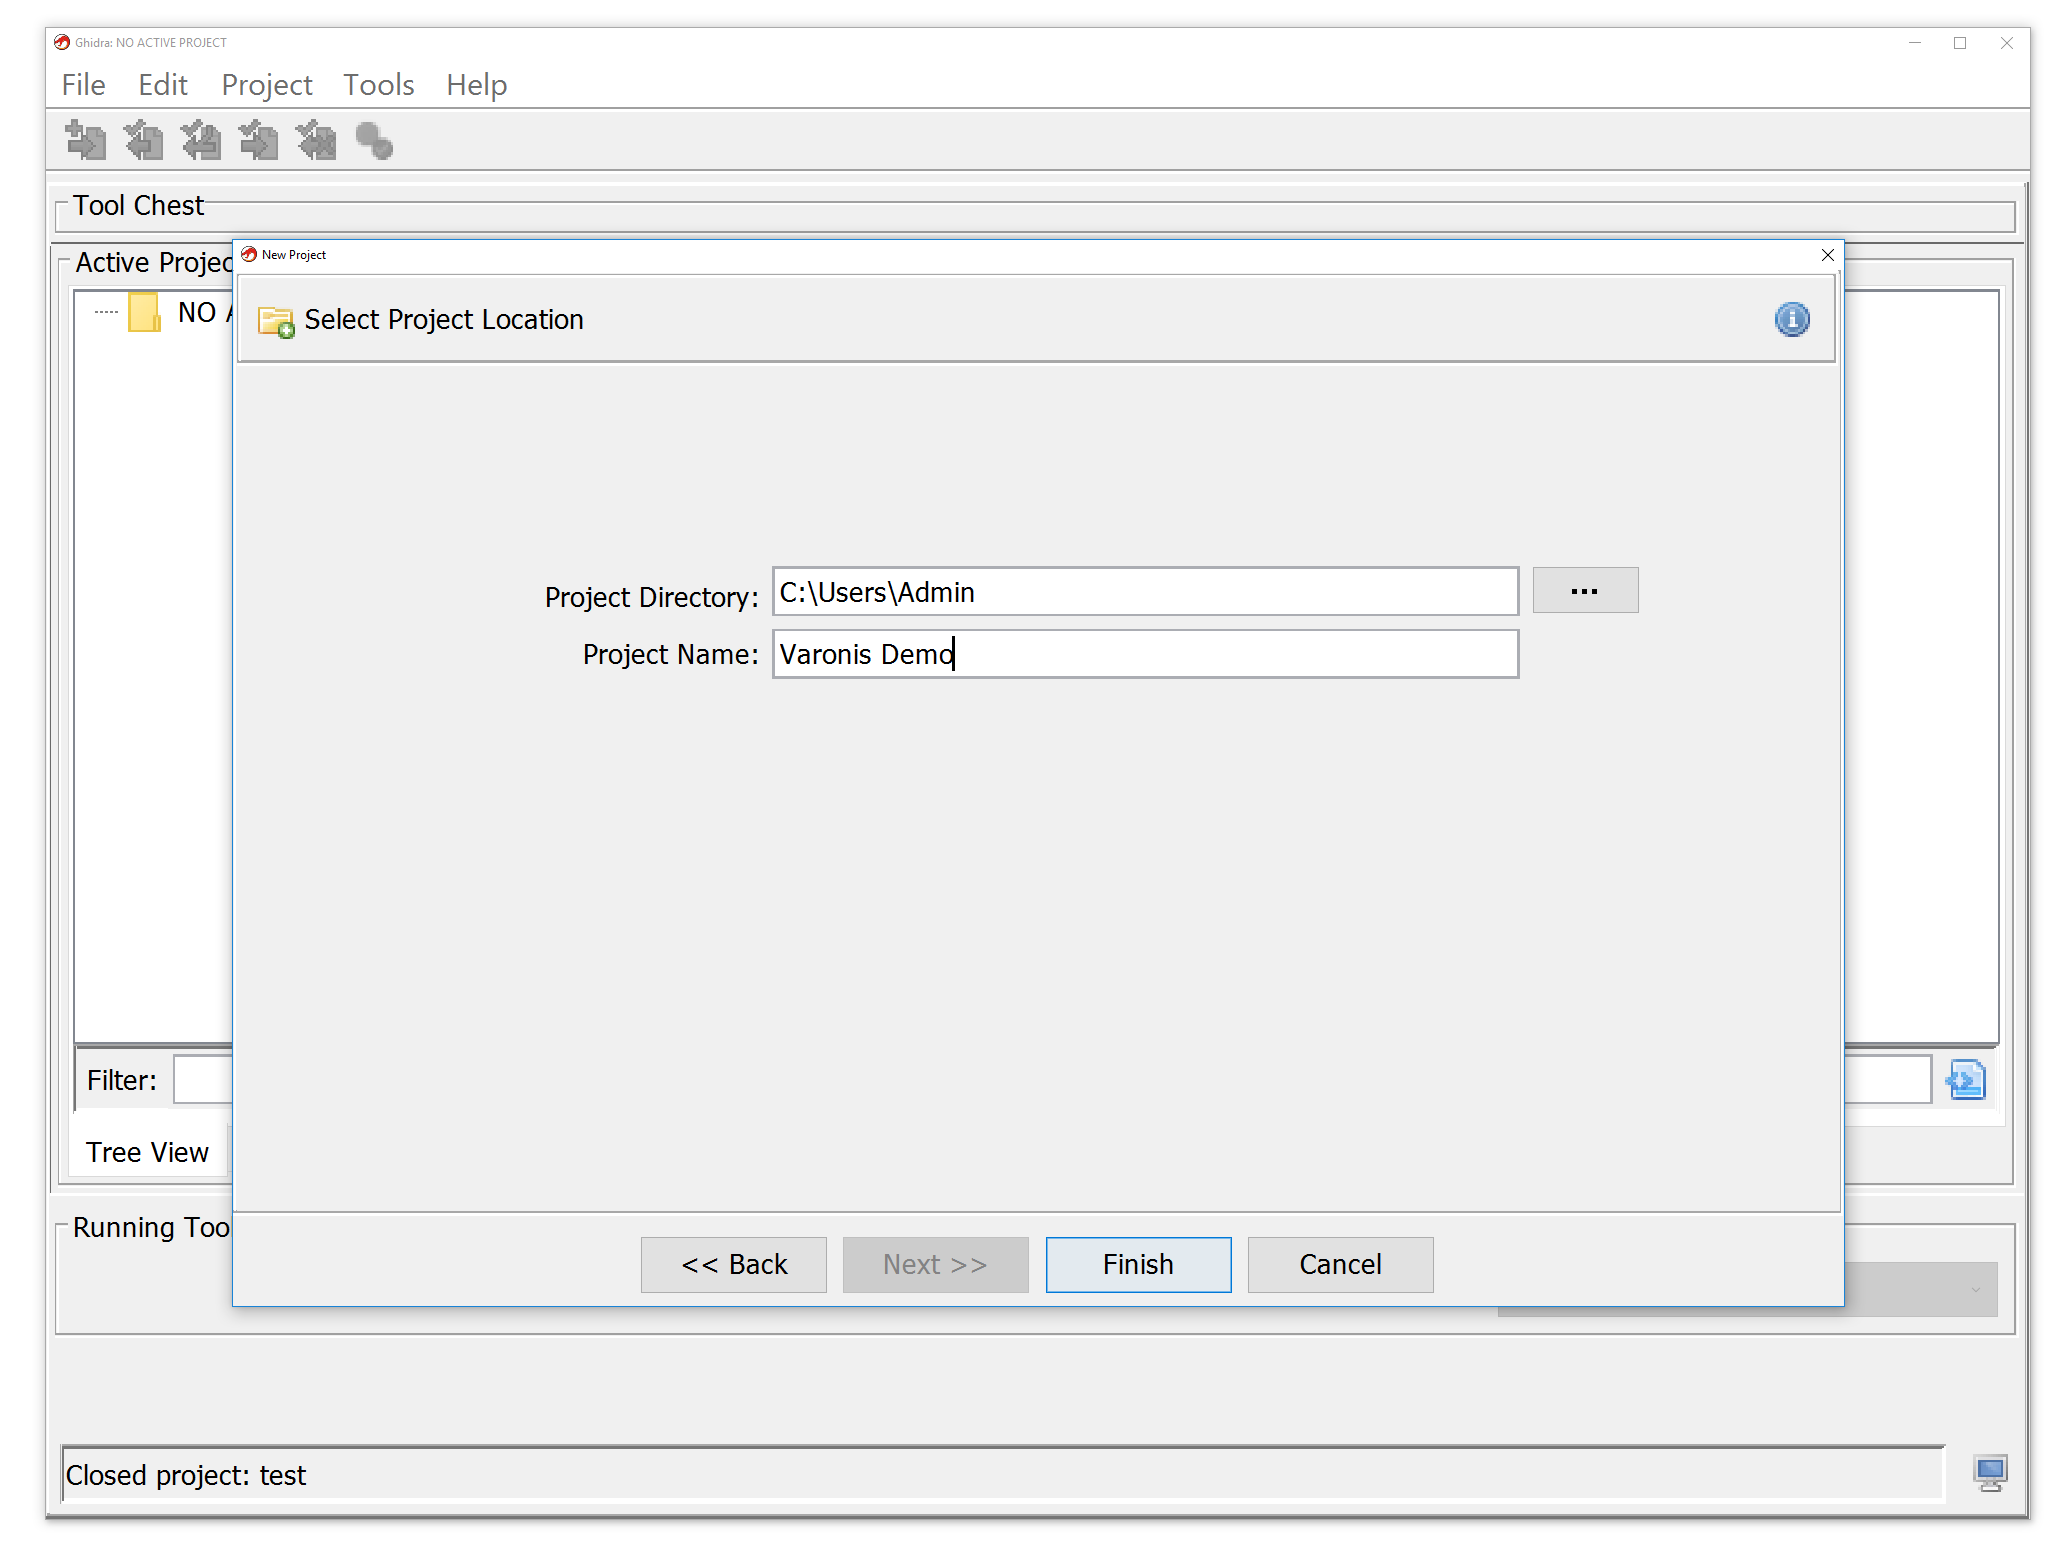 Ghidra: NO ACTIVE PROJECT
File Edit Project Tools Help
Tool Chest
Active Projec
NO A
New Project
Select Project Location
Project Directory: C:\Users\Admin ...
Project Name: Varonis Demo
Filter:
Tree View
Running Too
<< Back Next >> Finish Cancel
Closed project: test